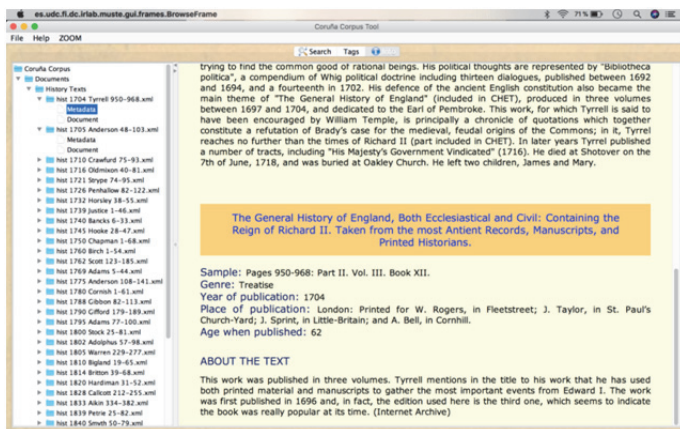 es.udc.fi.dc.irlab.muste.gui.frames.BrowseFrame
71%
Coruña Corpus Tool
File Help ZOOM
Search Tags
Coruña Corpus
Documents
History Texts
hist 1704 Tyrrell 950-968.xml
Metadata
Document
hist 1705 Anderson 48-103.xml
Metadata
Document
hist 1710 Crawfurd 75-93.xml
hist 1716 Oldmixon 40-81.xml
hist 1721 Strype 74-95.xml
hist 1726 Penhallow 82-122.xml
hist 1732 Horsley 38-55.xml
hist 1739 Justice 1-46.xml
hist 1740 Bancks 6-33.xml
hist 1745 Hooke 28-47.xml
hist 1750 Chapman 1-68.xml
hist 1760 Birch 1-54.xml
hist 1762 Scott 123-185.xml
hist 1769 Adams 5-44.xml
hist 1775 Anderson 108-141.xml
hist 1780 Cornish 1-61.xml
hist 1788 Gibbon 82-113.xml
hist 1790 Gifford 179-189.xml
hist 1795 Adams 77-100.xml
hist 1800 Stock 25-81.xml
hist 1802 Adolphus 57-98.xml
hist 1805 Warren 229-277.xml
hist 1810 Bigland 19-65.xml
hist 1814 Britton 39-68.xml
hist 1820 Hardiman 31-52.xml
hist 1828 Callcott 212-255.xml
hist 1833 Aikin 334-382.xml
hist 1839 Petrie 25-82.xml
hist 1840 Smyth 50-79.xml
trying to find the common good of rational beings. His political thoughts are represented by "Bibliotheca
politica", a compendium of Whig political doctrine including thirteen dialogues, published between 1692
and 1694, and a fourteenth in 1702. His defence of the ancient English constitution also became the
main theme of "The General History of England" (included in CHET), produced in three volumes
between 1697 and 1704, and dedicated to the Earl of Pembroke. This work, for which Tyrrell is said to
have been encouraged by William Temple, is principally a chronicle of quotations which together
constitute a refutation of Brady's case for the medieval, feudal origins of the Commons; in it, Tyrrel
reaches no further than the times of Richard II (part included in CHET). In later years Tyrrel published
a number of tracts, including "His Majesty's Government Vindicated" (1716). He died at Shotover on the
7th of June, 1718, and was buried at Oakley Church. He left two children, James and Mary.
The General History of England, Both Ecclesiastical and Civil: Containing the
Reign of Richard II. Taken from the most Antient Records, Manuscripts, and
Printed Historians.
Sample: Pages 950-968: Part II. Vol. III. Book XII.
Genre: Treatise
Year of publication: 1704
Place of publication: London: Printed for W. Rogers, in Fleetstreet; J. Taylor, in St. Paul's
Church-Yard; J. Sprint, in Little-Britain; and A. Bell, in Cornhill.
Age when published: 62
ABOUT THE TEXT
This work was published in three volumes. Tyrrell mentions in the title to his work that he has used
both printed material and manuscripts to gather the most important events from Edward I. The work
was first published in 1696 and, in fact, the edition used here is the third one, which seems to indicate
the book was really popular at its time. (Internet Archive)